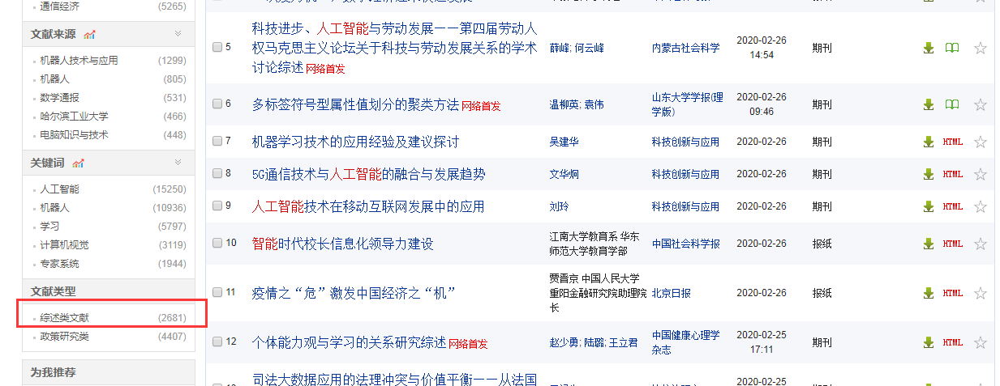 通信经济 (5265)
文献来源
机器人技术与应用 (1299)
机器人 (805)
数学通报 (531)
哈尔滨工业大学 (466)
电脑知识与技术 (448)
关键词
人工智能 (15250)
机器人 (10936)
学习 (5797)
计算机视觉 (3119)
专家系统 (1944)
文献类型
综述类文献 (2681)
政策研究类 (4407)
为我推荐
5
科技进步、人工智能与劳动发展——第四届劳动人
权马克思主义论坛关于科技与劳动发展关系的学术
讨论综述 网络首发
薛峰; 何云峰
内蒙古社会科学
2020-02-26
14:54
期刊
6
多标签符号型属性值划分的聚类方法 网络首发
温柳英; 袁伟
山东大学学报(理
学版)
2020-02-26
09:46
期刊
7
机器学习技术的应用经验及建议探讨
吴建华
科技创新与应用
2020-02-26
期刊
HTML
8
5G通信技术与人工智能的融合与发展趋势
文华炯
科技创新与应用
2020-02-26
期刊
HTML
9
人工智能技术在移动互联网发展中的应用
刘玲
科技创新与应用
2020-02-26
期刊
HTML
10
智能时代校长信息化领导力建设
江南大学教育系 华东
师范大学教育学部
中国社会科学报
2020-02-26
报纸
HTML
11
疫情之“危”激发中国经济之“机”
贾晋京 中国人民大学
重阳金融研究院助理院
长
北京日报
2020-02-26
报纸
HTML
12
个体能力观与学习的关系研究综述 网络首发
赵少勇; 陆璐; 王立君
中国健康心理学
杂志
2020-02-25
17:11
期刊
HTML
司法大数据应用的法理冲突与价值平衡——从法国
2020-02-25